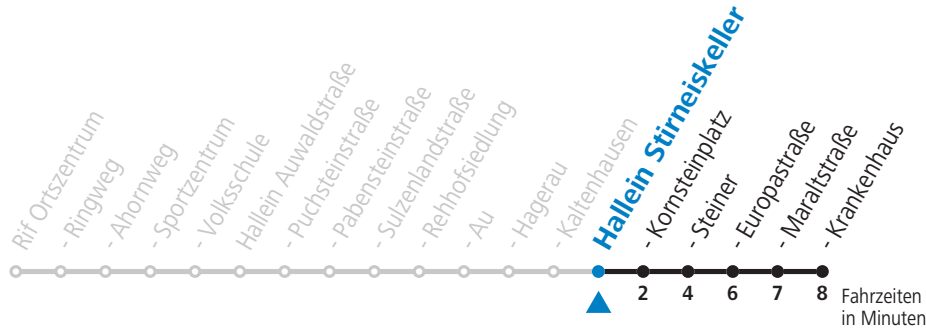 Rif Ortszentrum
- Ringweg
- Ahornweg
- Sportzentrum
- Volksschule
Hallein Auwaldstraße
- Puchsteinstraße
- Pabensteinstraße
- Sulzenlandstraße
- Rehhofsiedlung
- Au
- Hagerau
- Kaltenhausen
Hallein Stirneiskeller
- Kornsteinplatz
- Steiner
- Europastraße
- Maraltstraße
- Krankenhaus
2 4 6 7 8
Fahrzeiten
in Minuten